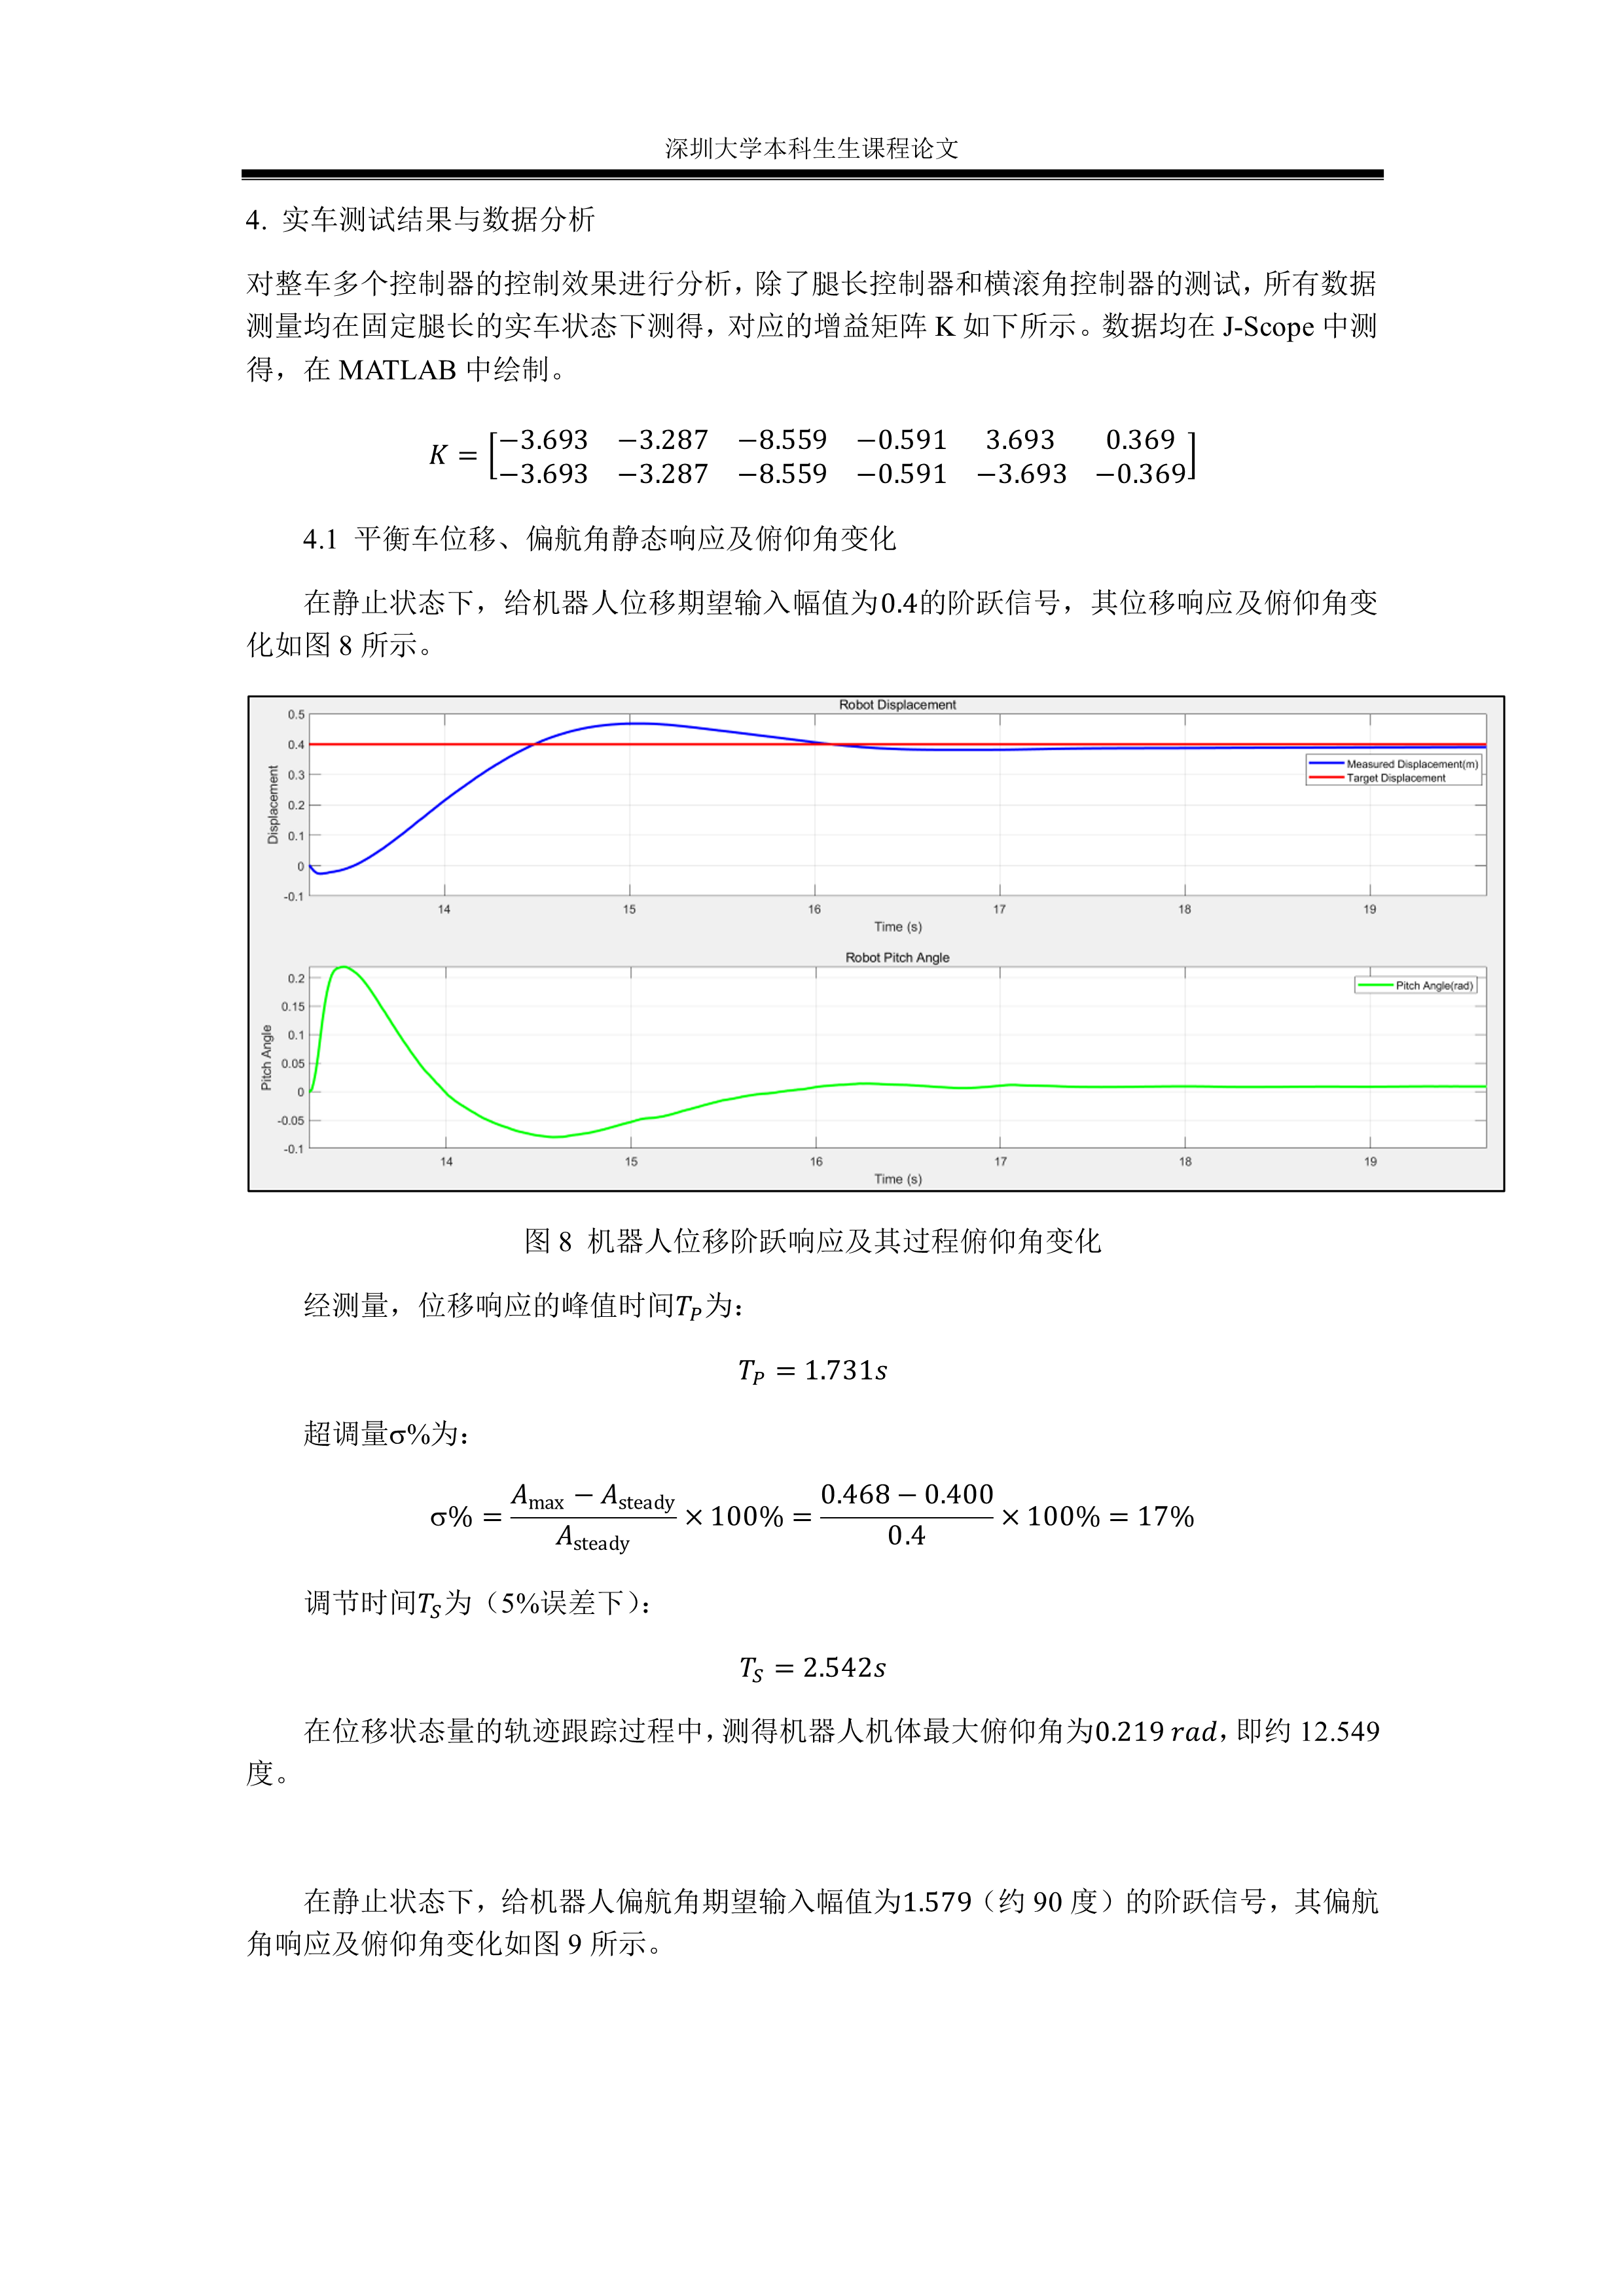 深圳大学本科生生课程论文
4. 实车测试结果与数据分析
对整车多个控制器的控制效果进行分析，除了腿长控制器和横滚角控制器的测试，所有数据
测量均在固定腿长的实车状态下测得，对应的增益矩阵 K 如下所示。数据均在 J-Scope 中测
得，在 MATLAB 中绘制。
K = [−3.693 −3.287 −8.559 −0.591 3.693 0.369
−3.693 −3.287 −8.559 −0.591 −3.693 −0.369]
4.1 平衡车位移、偏航角静态响应及俯仰角变化
在静止状态下，给机器人位移期望输入幅值为0.4的阶跃信号，其位移响应及俯仰角变
化如图 8 所示。
Robot Displacement
Displacement
0.5
0.4
0.3
0.2
0.1
0
-0.1
Measured Displacement(m)
Target Displacement
14 15 16 17 18 19
Time (s)
Robot Pitch Angle
Pitch Angle
0.2
0.15
0.1
0.05
0
-0.05
-0.1
Pitch Angle(rad)
14 15 16 17 18 19
Time (s)
图 8 机器人位移阶跃响应及其过程俯仰角变化
经测量，位移响应的峰值时间T_P为：
T_P = 1.731s
超调量σ%为：
σ% = (A_max − A_steady)/A_steady × 100% = (0.468 − 0.400)/0.4 × 100% = 17%
调节时间T_S为（5%误差下）：
T_S = 2.542s
在位移状态量的轨迹跟踪过程中，测得机器人机体最大俯仰角为0.219 rad，即约 12.549
度。
在静止状态下，给机器人偏航角期望输入幅值为1.579（约 90 度）的阶跃信号，其偏航
角响应及俯仰角变化如图 9 所示。